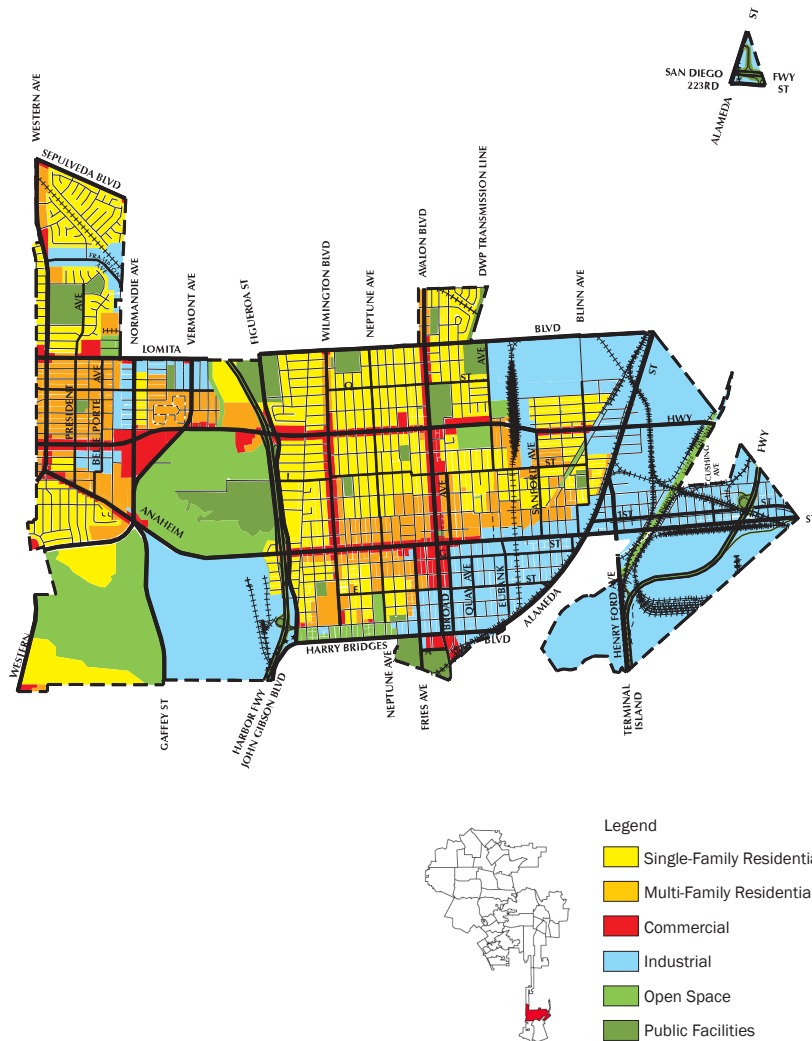 ST
SAN DIEGO
223RD
FWY
ST
ALAMEDA
WESTERN AVE
SEPULVEDA BLVD
NORMANDIE AVE
VERMONT AVE
FIGUEROA ST
WILMINGTON BLVD
NEPTUNE AVE
AVALON BLVD
DWP TRANSMISSION LINE
BLINN AVE
AVE
LOMITA
BLVD
AVE
AVE
ST
ST
PRESIDENT
BELLE PORTE
HWY
ST
CUSHING
AVE
FWY
I
ANAHEIM
AVE
SANFORD AVE
ST
1ST
ST
ST
F
BROAD
QUAY AVE
EUBANK
ST
ALAMEDA
HENRY FORD AVE
WESTERN
HARRY BRIDGES
BLVD
GAFFEY ST
HARBOR FWY
JOHN GIBSON BLVD
NEPTUNE AVE
FRIES AVE
TERMINAL
ISLAND
Legend
Single-Family Residentia
Multi-Family Residential
Commercial
Industrial
Open Space
Public Facilities